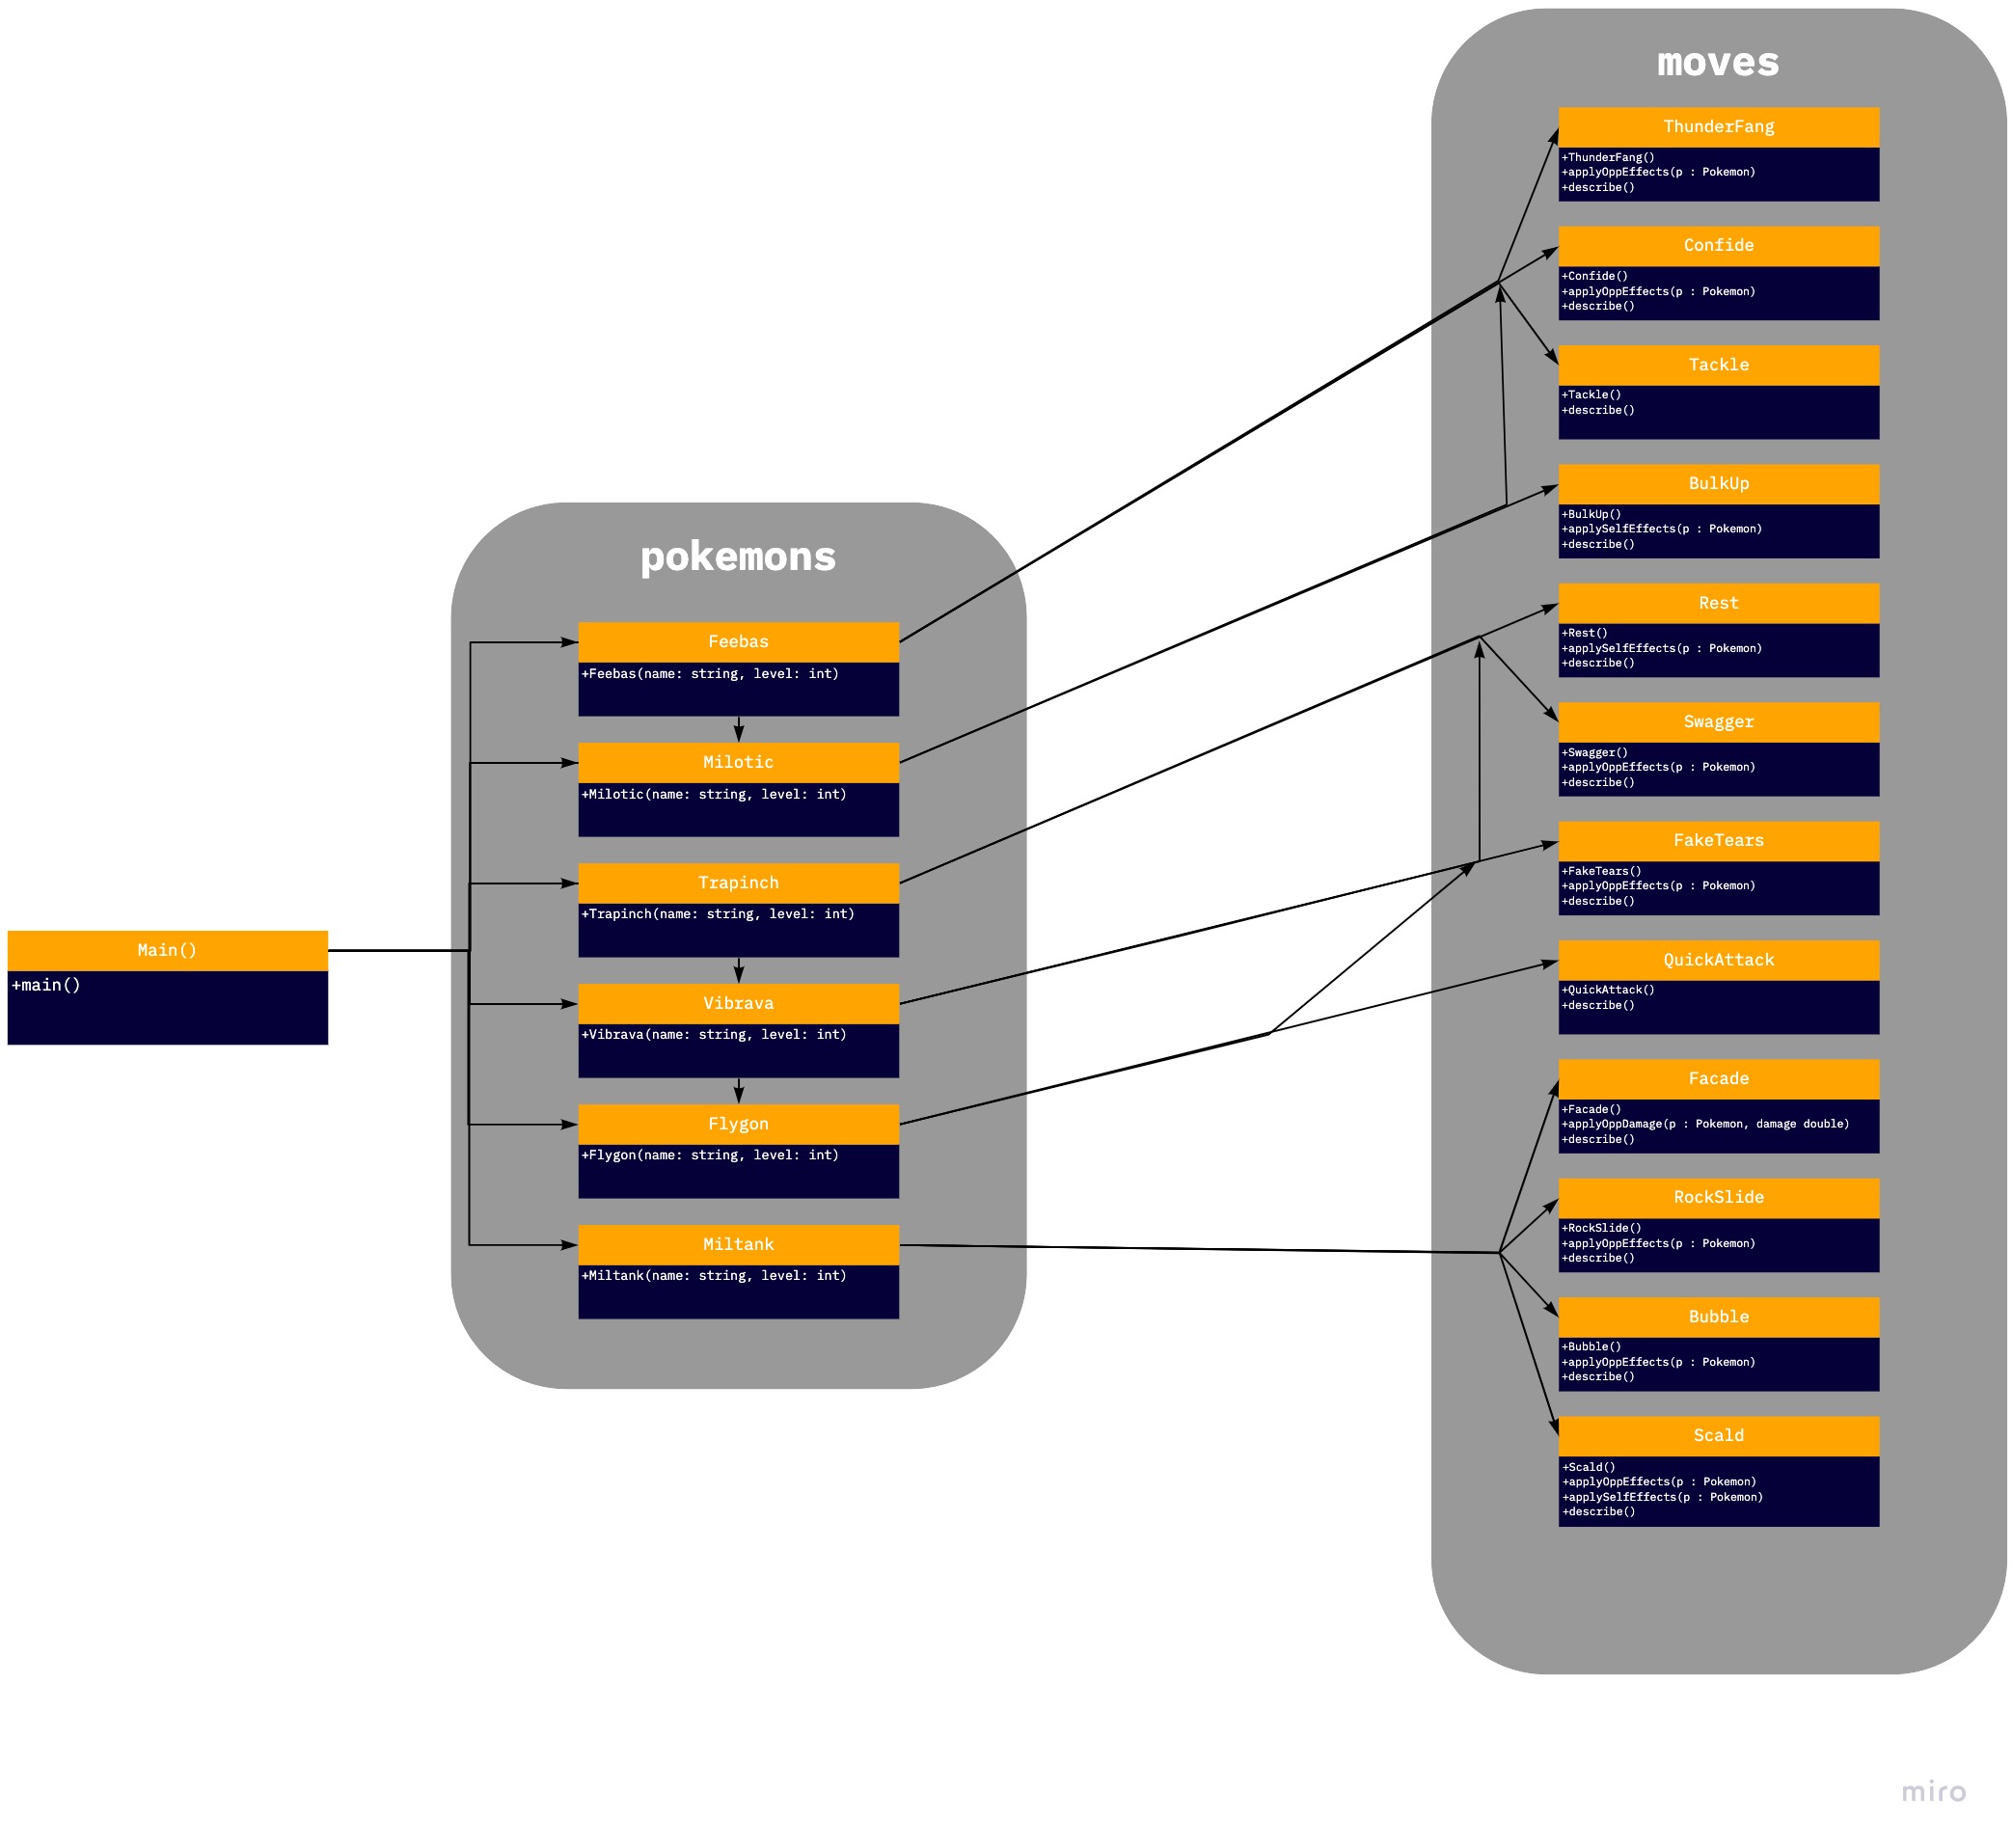 Main()
+main()
pokemons
Feebas
+Feebas(name: string, level: int)
Milotic
+Milotic(name: string, level: int)
Trapinch
+Trapinch(name: string, level: int)
Vibrava
+Vibrava(name: string, level: int)
Flygon
+Flygon(name: string, level: int)
Miltank
+Miltank(name: string, level: int)
moves
ThunderFang
+ThunderFang()
+applyOppEffects(p : Pokemon)
+describe()
Confide
+Confide()
+applyOppEffects(p : Pokemon)
+describe()
Tackle
+Tackle()
+describe()
BulkUp
+BulkUp()
+applySelfEffects(p : Pokemon)
+describe()
Rest
+Rest()
+applySelfEffects(p : Pokemon)
+describe()
Swagger
+Swagger()
+applyOppEffects(p : Pokemon)
+describe()
FakeTears
+FakeTears()
+applyOppEffects(p : Pokemon)
+describe()
QuickAttack
+QuickAttack()
+describe()
Facade
+Facade()
+applyOppDamage(p : Pokemon, damage double)
+describe()
RockSlide
+RockSlide()
+applyOppEffects(p : Pokemon)
+describe()
Bubble
+Bubble()
+applyOppEffects(p : Pokemon)
+describe()
Scald
+Scald()
+applyOppEffects(p : Pokemon)
+applySelfEffects(p : Pokemon)
+describe()
miro